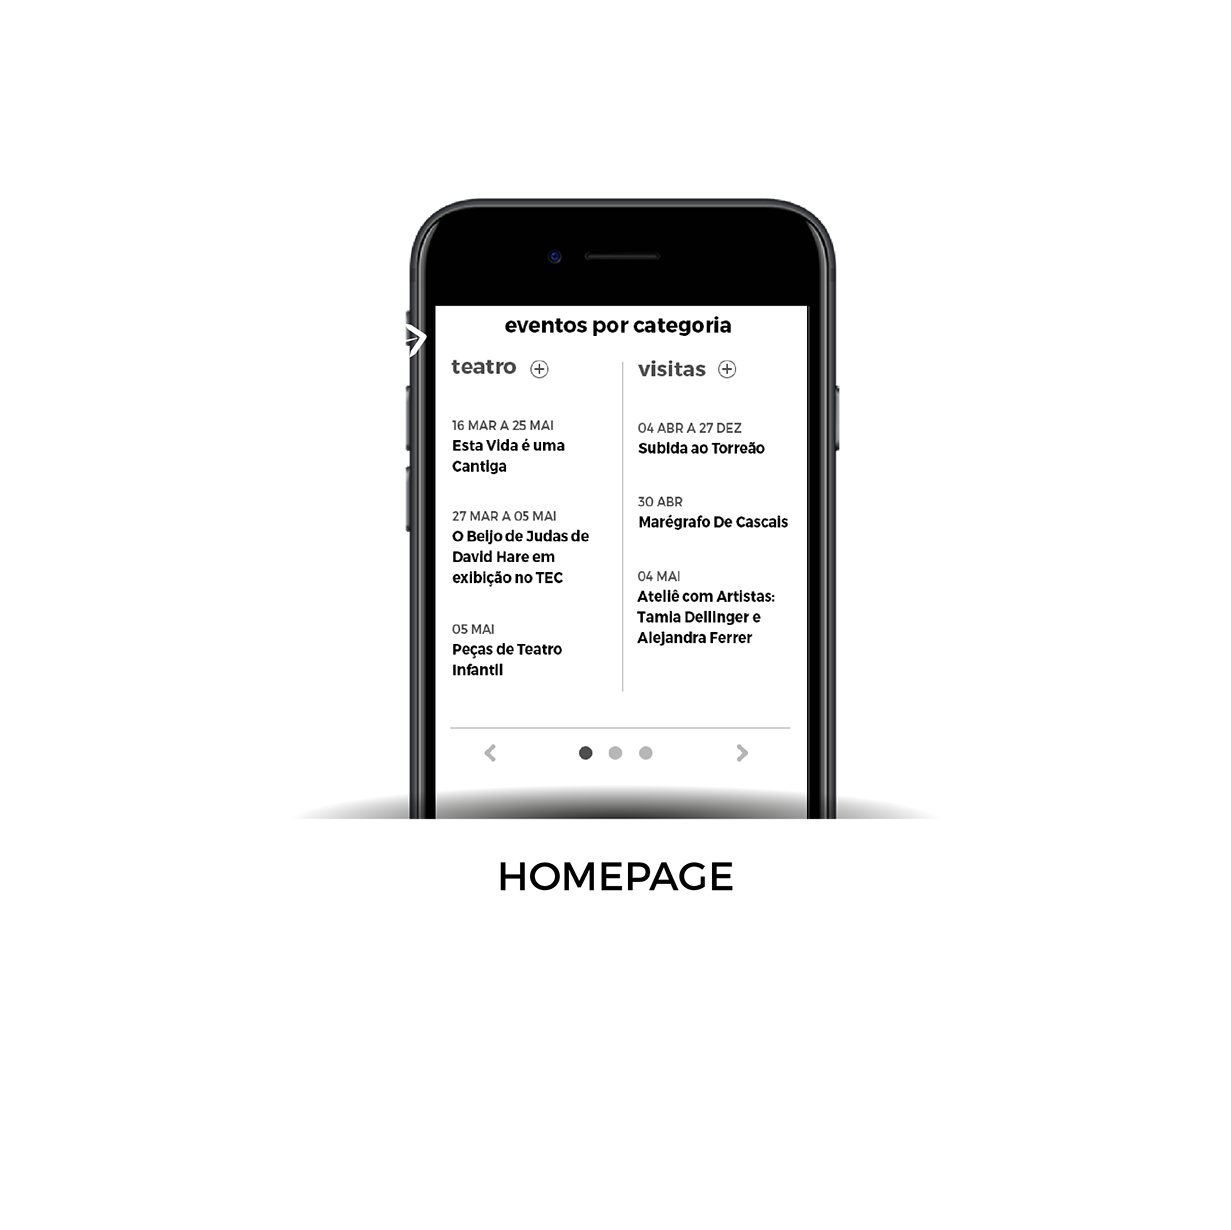 eventos por categoria
teatro
16 MAR A 25 MAI
Esta Vida é uma
Cantiga
27 MAR A 05 MAI
O Beijo de Judas de
David Hare em
exibição no TEC
05 MAI
Peças de Teatro
Infantil
visitas
04 ABR A 27 DEZ
Subida ao Torreão
30 ABR
Marégrafo De Cascais
04 MAI
Ateliê com Artistas:
Tamia Dellinger e
Alejandra Ferrer
HOMEPAGE